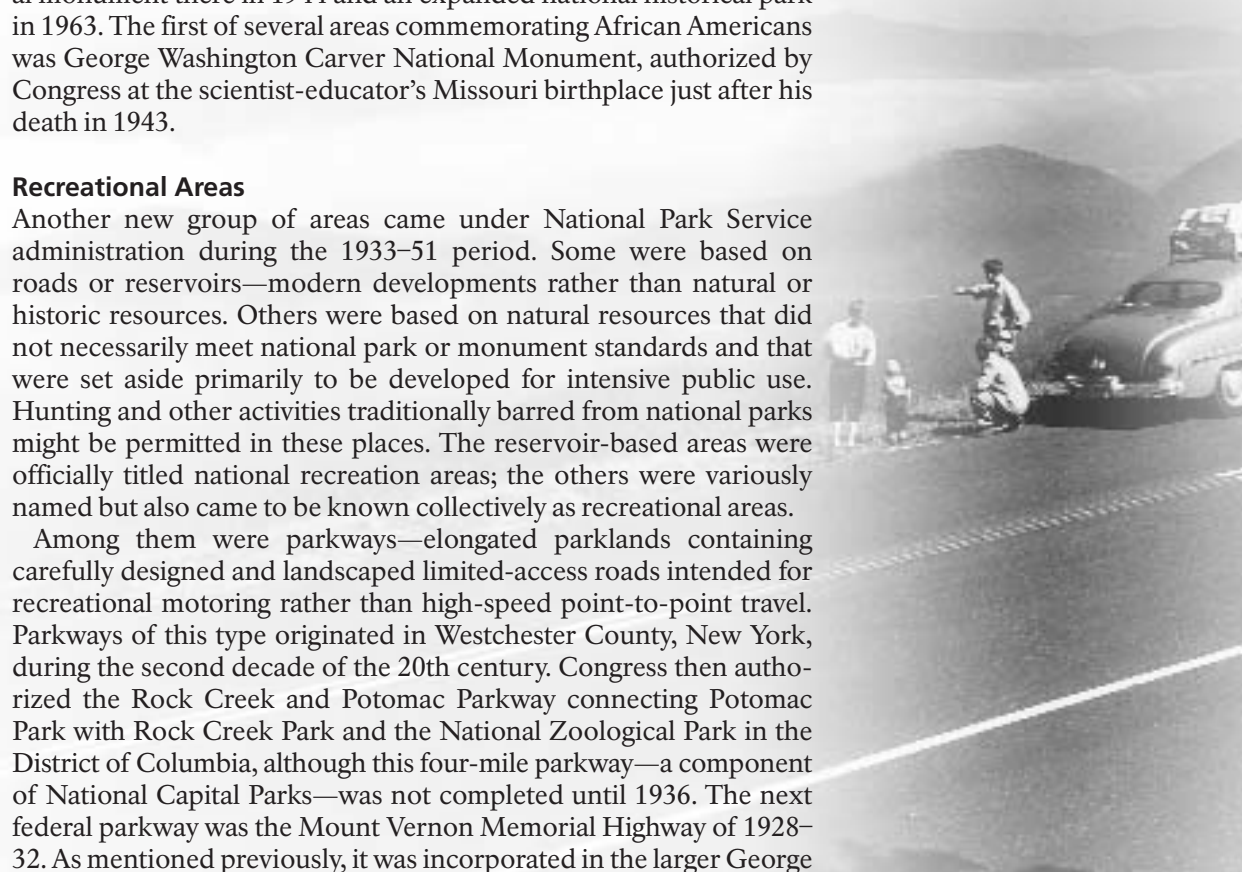 al monument there in 1944 and an expanded national historical park
in 1963. The first of several areas commemorating African Americans
was George Washington Carver National Monument, authorized by
Congress at the scientist-educator’s Missouri birthplace just after his
death in 1943.
Recreational Areas
Another new group of areas came under National Park Service
administration during the 1933–51 period. Some were based on
roads or reservoirs—modern developments rather than natural or
historic resources. Others were based on natural resources that did
not necessarily meet national park or monument standards and that
were set aside primarily to be developed for intensive public use.
Hunting and other activities traditionally barred from national parks
might be permitted in these places. The reservoir-based areas were
officially titled national recreation areas; the others were variously
named but also came to be known collectively as recreational areas.
Among them were parkways—elongated parklands containing
carefully designed and landscaped limited-access roads intended for
recreational motoring rather than high-speed point-to-point travel.
Parkways of this type originated in Westchester County, New York,
during the second decade of the 20th century. Congress then autho-
rized the Rock Creek and Potomac Parkway connecting Potomac
Park with Rock Creek Park and the National Zoological Park in the
District of Columbia, although this four-mile parkway—a component
of National Capital Parks—was not completed until 1936. The next
federal parkway was the Mount Vernon Memorial Highway of 1928–
32. As mentioned previously, it was incorporated in the larger George